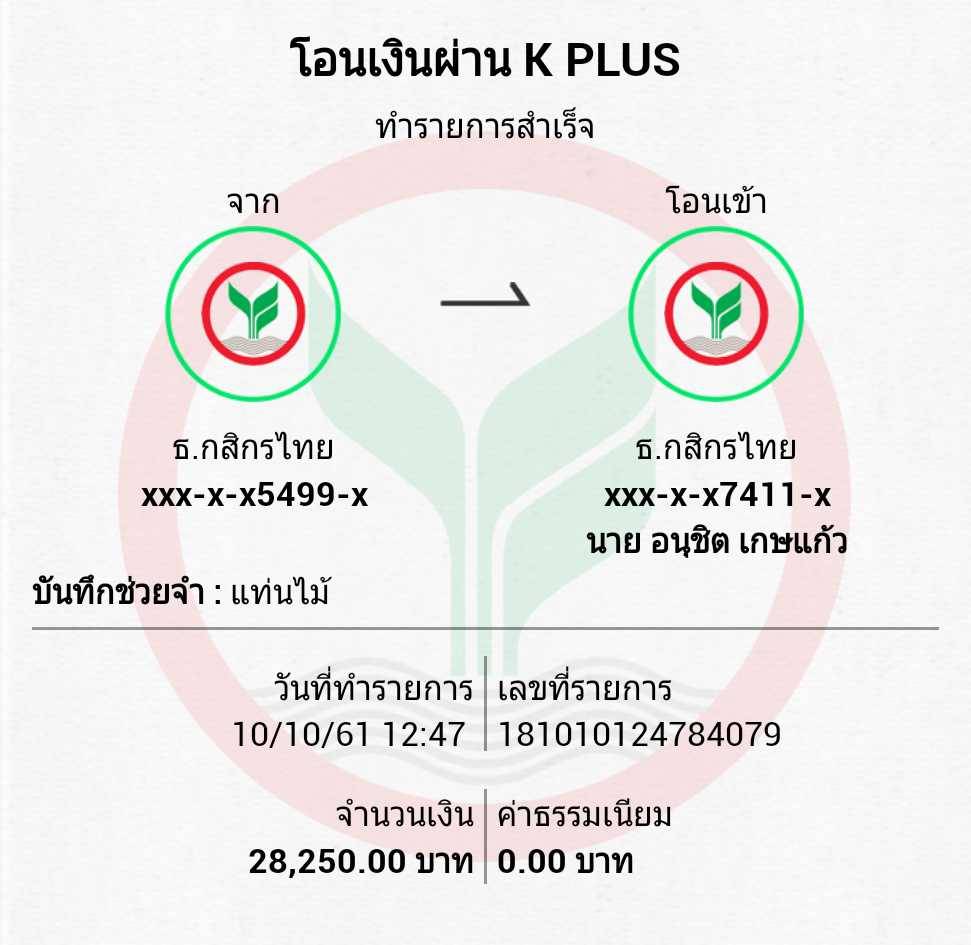 โอนเงินผ่าน K PLUS
ทำรายการสำเร็จ
จาก
โอนเข้า
ธ.กสิกรไทย
xxx-x-x5499-x
ธ.กสิกรไทย
xxx-x-x7411-x
นาย อนุชิต เกษแก้ว
บันทึกช่วยจำ : แท่นไม้
วันที่ทำรายการ
10/10/61 12:47
เลขที่รายการ
181010124784079
จำนวนเงิน
28,250.00 บาท
ค่าธรรมเนียม
0.00 บาท